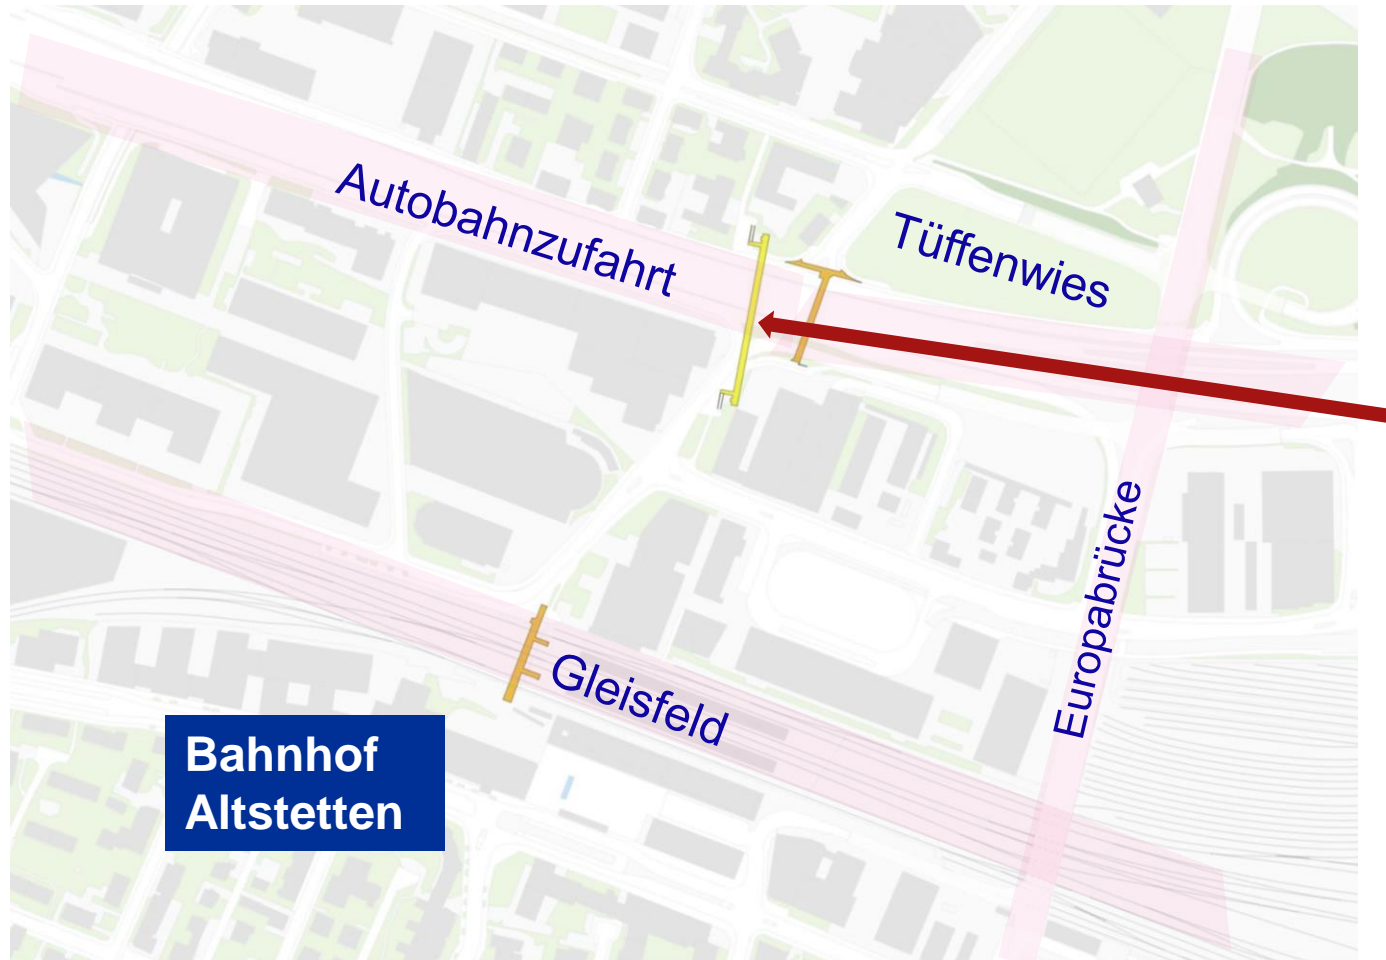 Autobahnzufahrt
Tüffenwies
Europabrücke
Gleisfeld
Bahnhof
Altstetten